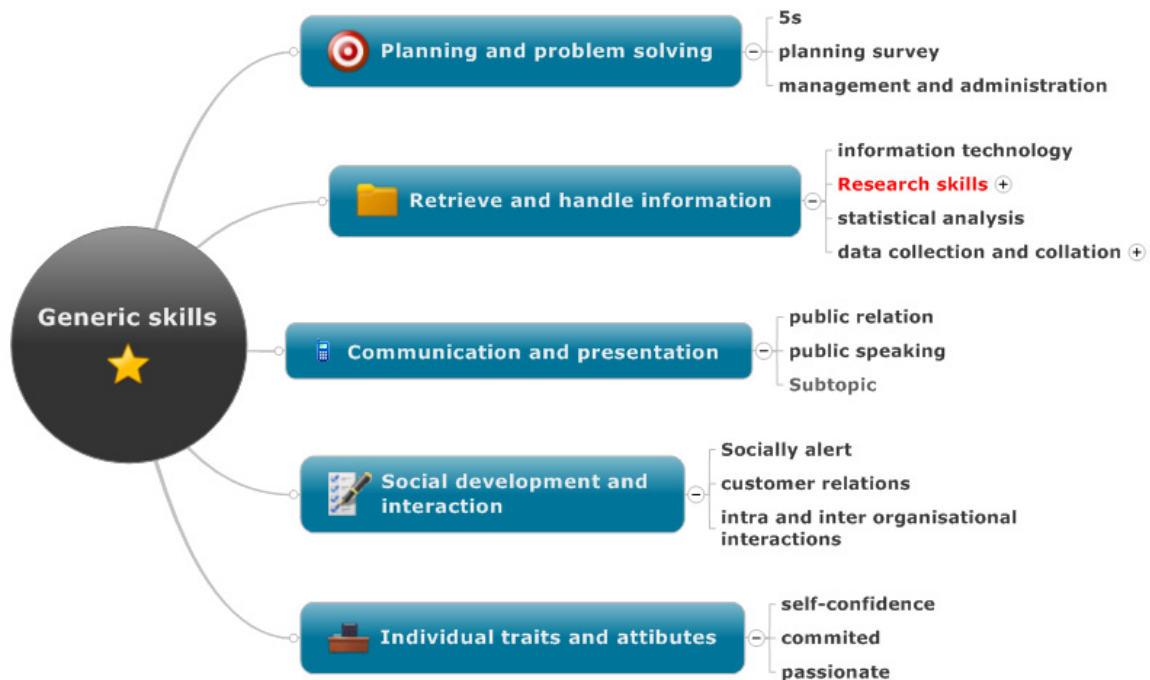 Generic skills
Planning and problem solving
5s
planning survey
management and administration
Retrieve and handle information
information technology
Research skills
statistical analysis
data collection and collation
Communication and presentation
public relation
public speaking
Subtopic
Social development and
interaction
Socially alert
customer relations
intra and inter organisational
interactions
Individual traits and attibutes
self-confidence
commited
passionate